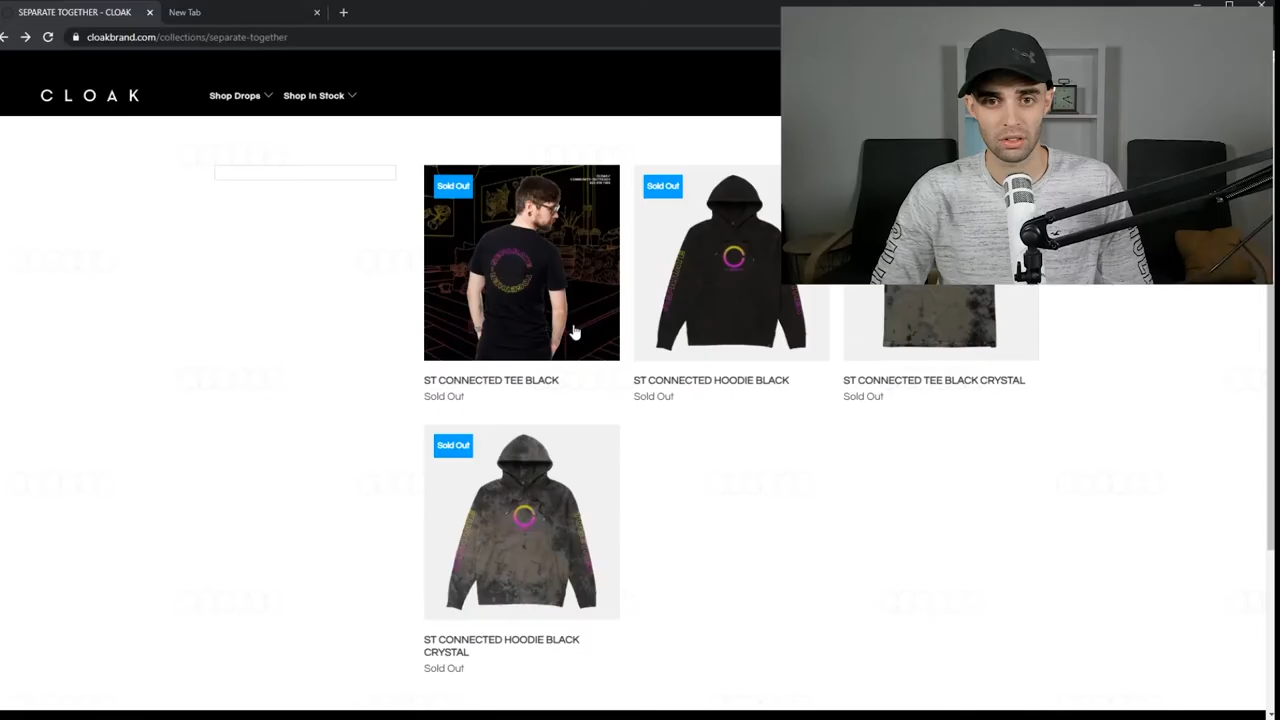 SEPARATE TOGETHER - CLOAK
New Tab
cloakbrand.com/collections/separate-together
CLOAK
Shop Drops
Shop In Stock
Sold Out
Sold Out
SEPARATE
TOGETHER
ST CONNECTED TEE BLACK
Sold Out
ST CONNECTED HOODIE BLACK
Sold Out
ST CONNECTED TEE BLACK CRYSTAL
Sold Out
Sold Out
ST CONNECTED HOODIE BLACK
CRYSTAL
Sold Out